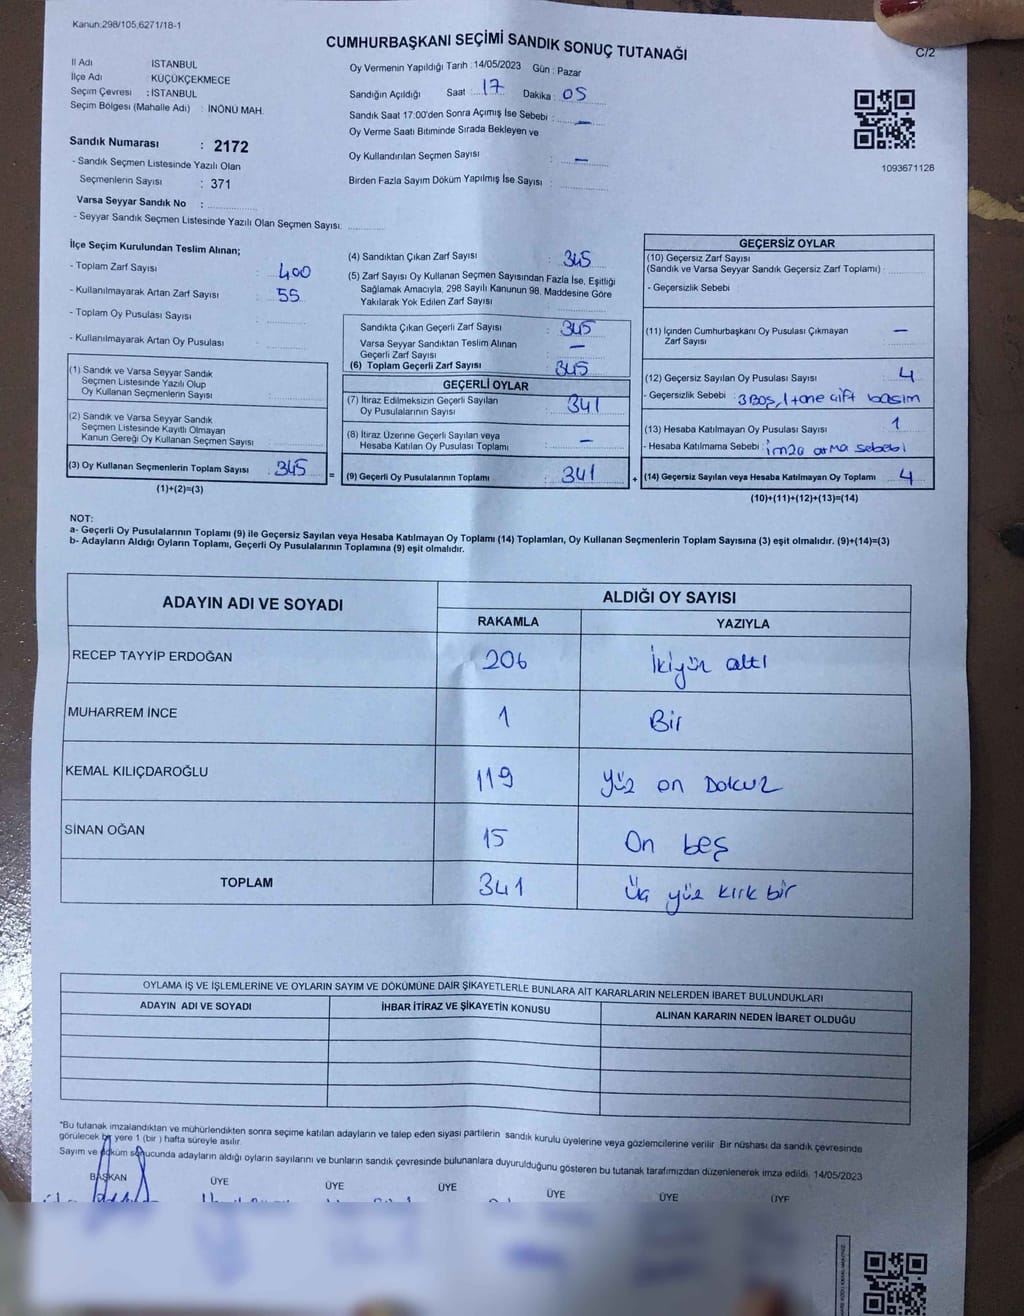 Kanun:298/105,6271/18-1
CUMHURBAŞKANI SEÇİMİ SANDIK SONUÇ TUTANAĞI
C/2
İl Adı İSTANBUL
İlçe Adı KÜÇÜKÇEKMECE
Seçim Çevresi : İSTANBUL
Seçim Bölgesi (Mahalle Adı) : İNÖNÜ MAH.
Oy Vermenin Yapıldığı Tarih : 14/05/2023 Gün : Pazar
Sandığın Açıldığı Saat : 17 Dakika : 05
Sandık Saat 17:00'den Sonra Açımış İse Sebebi : –
Oy Verme Saati Bitiminde Sırada Bekleyen ve
Oy Kullandırılan Seçmen Sayısı : –
Birden Fazla Sayım Döküm Yapılmış İse Sayısı :
1093671128
Sandık Numarası : 2172
- Sandık Seçmen Listesinde Yazılı Olan
Seçmenlerin Sayısı : 371
Varsa Seyyar Sandık No :
- Seyyar Sandık Seçmen Listesinde Yazılı Olan Seçmen Sayısı:
İlçe Seçim Kurulundan Teslim Alınan;
- Toplam Zarf Sayısı : 400
- Kullanılmayarak Artan Zarf Sayısı : 55
- Toplam Oy Pusulası Sayısı :
- Kullanılmayarak Artan Oy Pusulası :
(1) Sandık ve Varsa Seyyar Sandık
Seçmen Listesinde Yazılı Olup
Oy Kullanan Seçmenlerin Sayısı :
(2) Sandık ve Varsa Seyyar Sandık
Seçmen Listesinde Kayıtlı Olmayan
Kanun Gereği Oy Kullanan Seçmen Sayısı :
(3) Oy Kullanan Seçmenlerin Toplam Sayısı : 345
(1)+(2)=(3)
(4) Sandıktan Çıkan Zarf Sayısı : 345
(5) Zarf Sayısı Oy Kullanan Seçmen Sayısından Fazla İse, Eşitliği
Sağlamak Amacıyla, 298 Sayılı Kanunun 98. Maddesine Göre
Yakılarak Yok Edilen Zarf Sayısı :
Sandıkta Çıkan Geçerli Zarf Sayısı : 345
Varsa Seyyar Sandıktan Teslim Alınan
Geçerli Zarf Sayısı : –
(6) Toplam Geçerli Zarf Sayısı : 345
GEÇERLİ OYLAR
(7) İtiraz Edilmeksizin Geçerli Sayılan
Oy Pusulalarının Sayısı : 341
(8) İtiraz Üzerine Geçerli Sayılan veya
Hesaba Katılan Oy Pusulası Toplamı : –
= (9) Geçerli Oy Pusulalarının Toplamı : 341 +
GEÇERSİZ OYLAR
(10) Geçersiz Zarf Sayısı
(Sandık ve Varsa Seyyar Sandık Geçersiz Zarf Toplamı) :
- Geçersizlik Sebebi :
(11) İçinden Cumhurbaşkanı Oy Pusulası Çıkmayan
Zarf Sayısı : –
(12) Geçersiz Sayılan Oy Pusulası Sayısı : 4
- Geçersizlik Sebebi : 3 Boş, 1 tane çift basım
(13) Hesaba Katılmayan Oy Pusulası Sayısı : 1
- Hesaba Katılmama Sebebi : imza atma sebebi
(14) Geçersiz Sayılan veya Hesaba Katılmayan Oy Toplamı : 4
(10)+(11)+(12)+(13)=(14)
NOT:
a- Geçerli Oy Pusulalarının Toplamı (9) ile Geçersiz Sayılan veya Hesaba Katılmayan Oy Toplamı (14) Toplamları, Oy Kullanan Seçmenlerin Toplam Sayısına (3) eşit olmalıdır. (9)+(14)=(3)
b- Adayların Aldığı Oyların Toplamı, Geçerli Oy Pusulalarının Toplamına (9) eşit olmalıdır.
ADAYIN ADI VE SOYADI ALDIĞI OY SAYISI
RAKAMLA YAZIYLA
RECEP TAYYİP ERDOĞAN 206 İkiyüz altı
MUHARREM İNCE 1 Bir
KEMAL KILIÇDAROĞLU 119 yüz on Dokuz
SİNAN OĞAN 15 On beş
TOPLAM 341 Üç yüz kırk bir
OYLAMA İŞ VE İŞLEMLERİNE VE OYLARIN SAYIM VE DÖKÜMÜNE DAİR ŞİKAYETLERLE BUNLARA AİT KARARLARIN NELERDEN İBARET BULUNDUKLARI
ADAYIN ADI VE SOYADI İHBAR İTİRAZ VE ŞİKAYETİN KONUSU ALINAN KARARIN NEDEN İBARET OLDUĞU
*Bu tutanak imzalandıktan ve mühürlendikten sonra seçime katılan adayların ve talep eden siyasi partilerin sandık kurulu üyelerine veya gözlemcilerine verilir. Bir nüshası da sandık çevresinde
görülecek bir yere 1 (bir) hafta süreyle asılır.
Sayım ve döküm sonucunda adayların aldığı oyların sayılarını ve bunların sandık çevresinde bulunanlara duyurulduğunu gösteren bu tutanak tarafımızdan düzenlenerek imza edildi. 14/05/2023
BAŞKAN ÜYE ÜYE ÜYE ÜYE ÜYE ÜYE